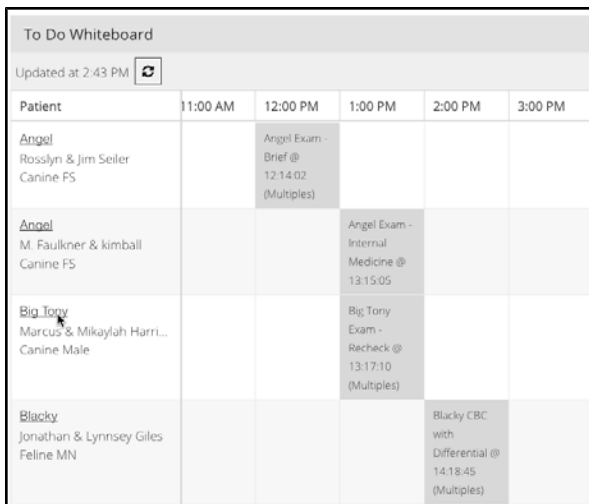 To Do Whiteboard
Updated at 2:43 PM
Patient 11:00 AM 12:00 PM 1:00 PM 2:00 PM 3:00 PM
Angel
Rosslyn & Jim Seiler
Canine FS
Angel Exam -
Brief @
12:14:02
(Multiples)
Angel
M. Faulkner & kimball
Canine FS
Angel Exam -
Internal
Medicine @
13:15:05
Big Tony
Marcus & Mikaylah Harri...
Canine Male
Big Tony
Exam -
Recheck @
13:17:10
(Multiples)
Blacky
Jonathan & Lynnsey Giles
Feline MN
Blacky CBC
with
Differential @
14:18:45
(Multiples)